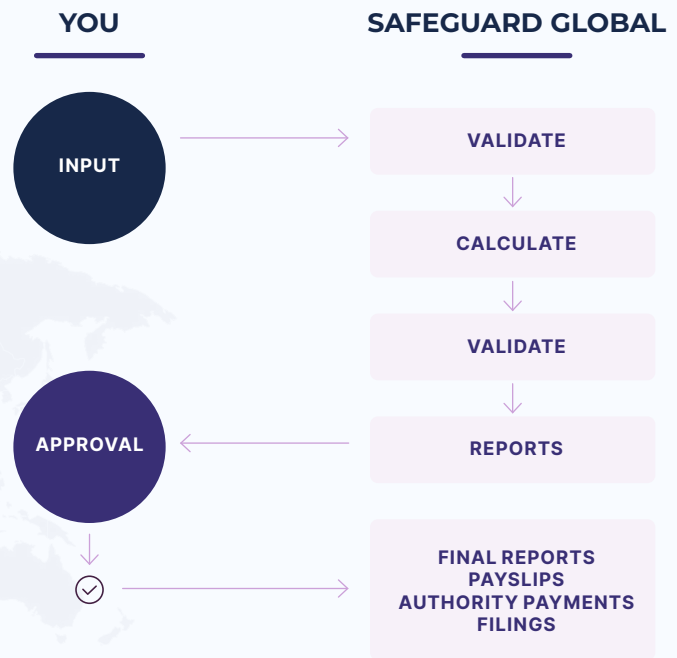 YOU
SAFEGUARD GLOBAL
INPUT
VALIDATE
CALCULATE
VALIDATE
APPROVAL
REPORTS
FINAL REPORTS
PAYSLIPS
AUTHORITY PAYMENTS
FILINGS